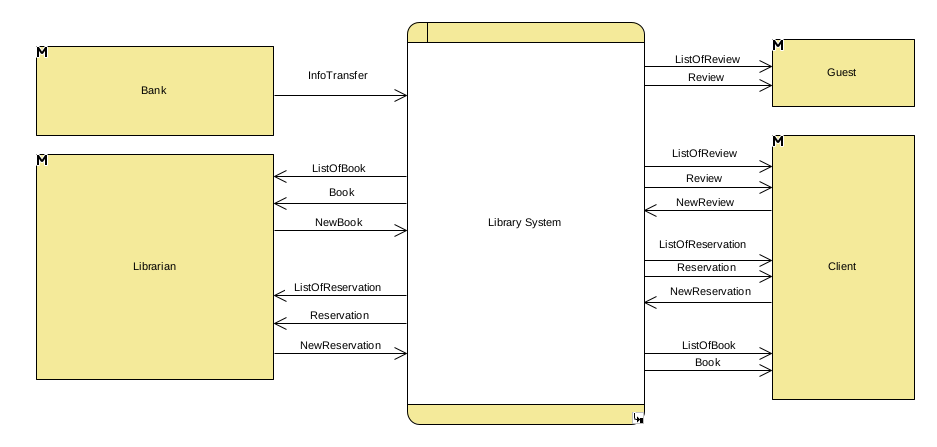 M
Bank
InfoTransfer
M
Librarian
ListOfBook
Book
NewBook
ListOfReservation
Reservation
NewReservation
Library System
ListOfReview
Review
M
Guest
M
Client
ListOfReview
Review
NewReview
ListOfReservation
Reservation
NewReservation
ListOfBook
Book